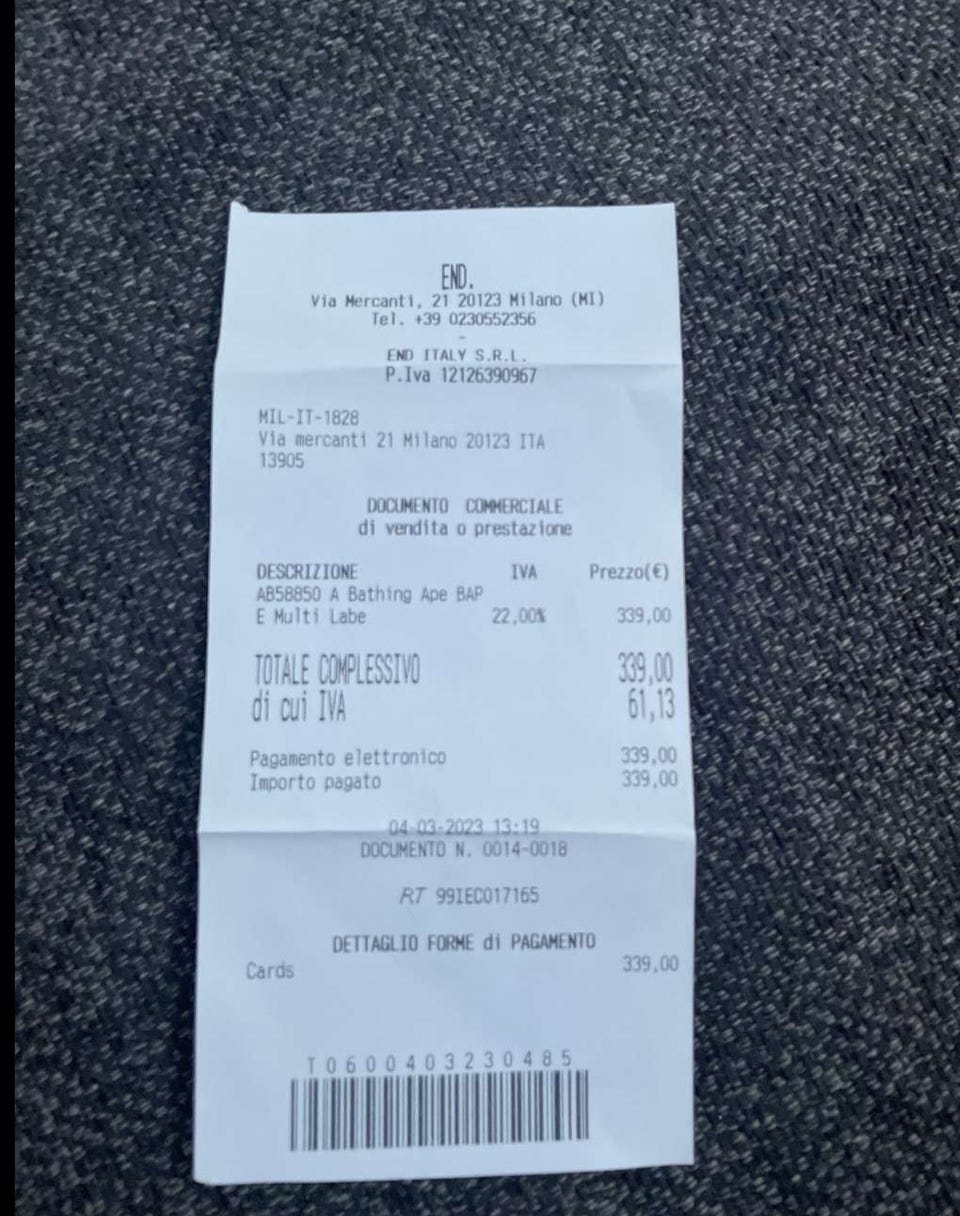 END.
Via Mercanti, 21 20123 Milano (MI)
Tel. +39 0230552356
-
END ITALY S.R.L.
P.Iva 12126390967
MIL-IT-1828
Via mercanti 21 Milano 20123 ITA
13905
DOCUMENTO COMMERCIALE
di vendita o prestazione
DESCRIZIONE IVA Prezzo(€)
AB58850 A Bathing Ape BAP
E Multi Labe 22,00% 339,00
TOTALE COMPLESSIVO 339,00
di cui IVA 61,13
Pagamento elettronico 339,00
Importo pagato 339,00
04-03-2023 13:19
DOCUMENTO N. 0014-0018
RT 99IEC017165
DETTAGLIO FORME di PAGAMENTO
Cards 339,00
T0600403230485